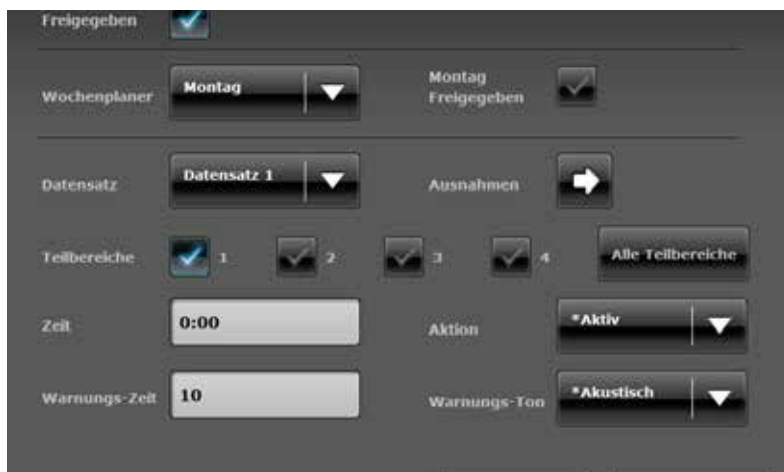 Freigegeben
Wochenplaner
Montag
Montag
Freigegeben
Datensatz
Datensatz 1
Ausnahmen
Teilbereiche
1
2
3
4
Alle Teilbereiche
Zeit
0:00
Aktion
*Aktiv
Warnungs-Zeit
10
Warnungs-Ton
*Akustisch